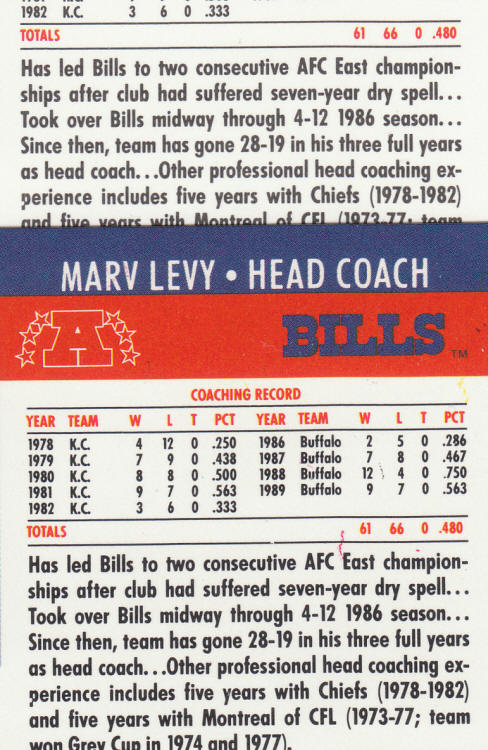 1982 K.C. 3 6 0 .333
TOTALS 61 66 0 .480
Has led Bills to two consecutive AFC East champion-
ships after club had suffered seven-year dry spell...
Took over Bills midway through 4-12 1986 season...
Since then, team has gone 28-19 in his three full years
as head coach...Other professional head coaching ex-
perience includes five years with Chiefs (1978-1982)
and five years with Montreal of CFL (1973-77; team
MARV LEVY • HEAD COACH
A BILLS TM
COACHING RECORD
YEAR TEAM W L T PCT YEAR TEAM W L T PCT
1978 K.C. 4 12 0 .250 1986 Buffalo 2 5 0 .286
1979 K.C. 7 9 0 .438 1987 Buffalo 7 8 0 .467
1980 K.C. 8 8 0 .500 1988 Buffalo 12 4 0 .750
1981 K.C. 9 7 0 .563 1989 Buffalo 9 7 0 .563
1982 K.C. 3 6 0 .333
TOTALS 61 66 0 .480
Has led Bills to two consecutive AFC East champion-
ships after club had suffered seven-year dry spell...
Took over Bills midway through 4-12 1986 season...
Since then, team has gone 28-19 in his three full years
as head coach...Other professional head coaching ex-
perience includes five years with Chiefs (1978-1982)
and five years with Montreal of CFL (1973-77; team
won Grey Cup in 1974 and 1977).